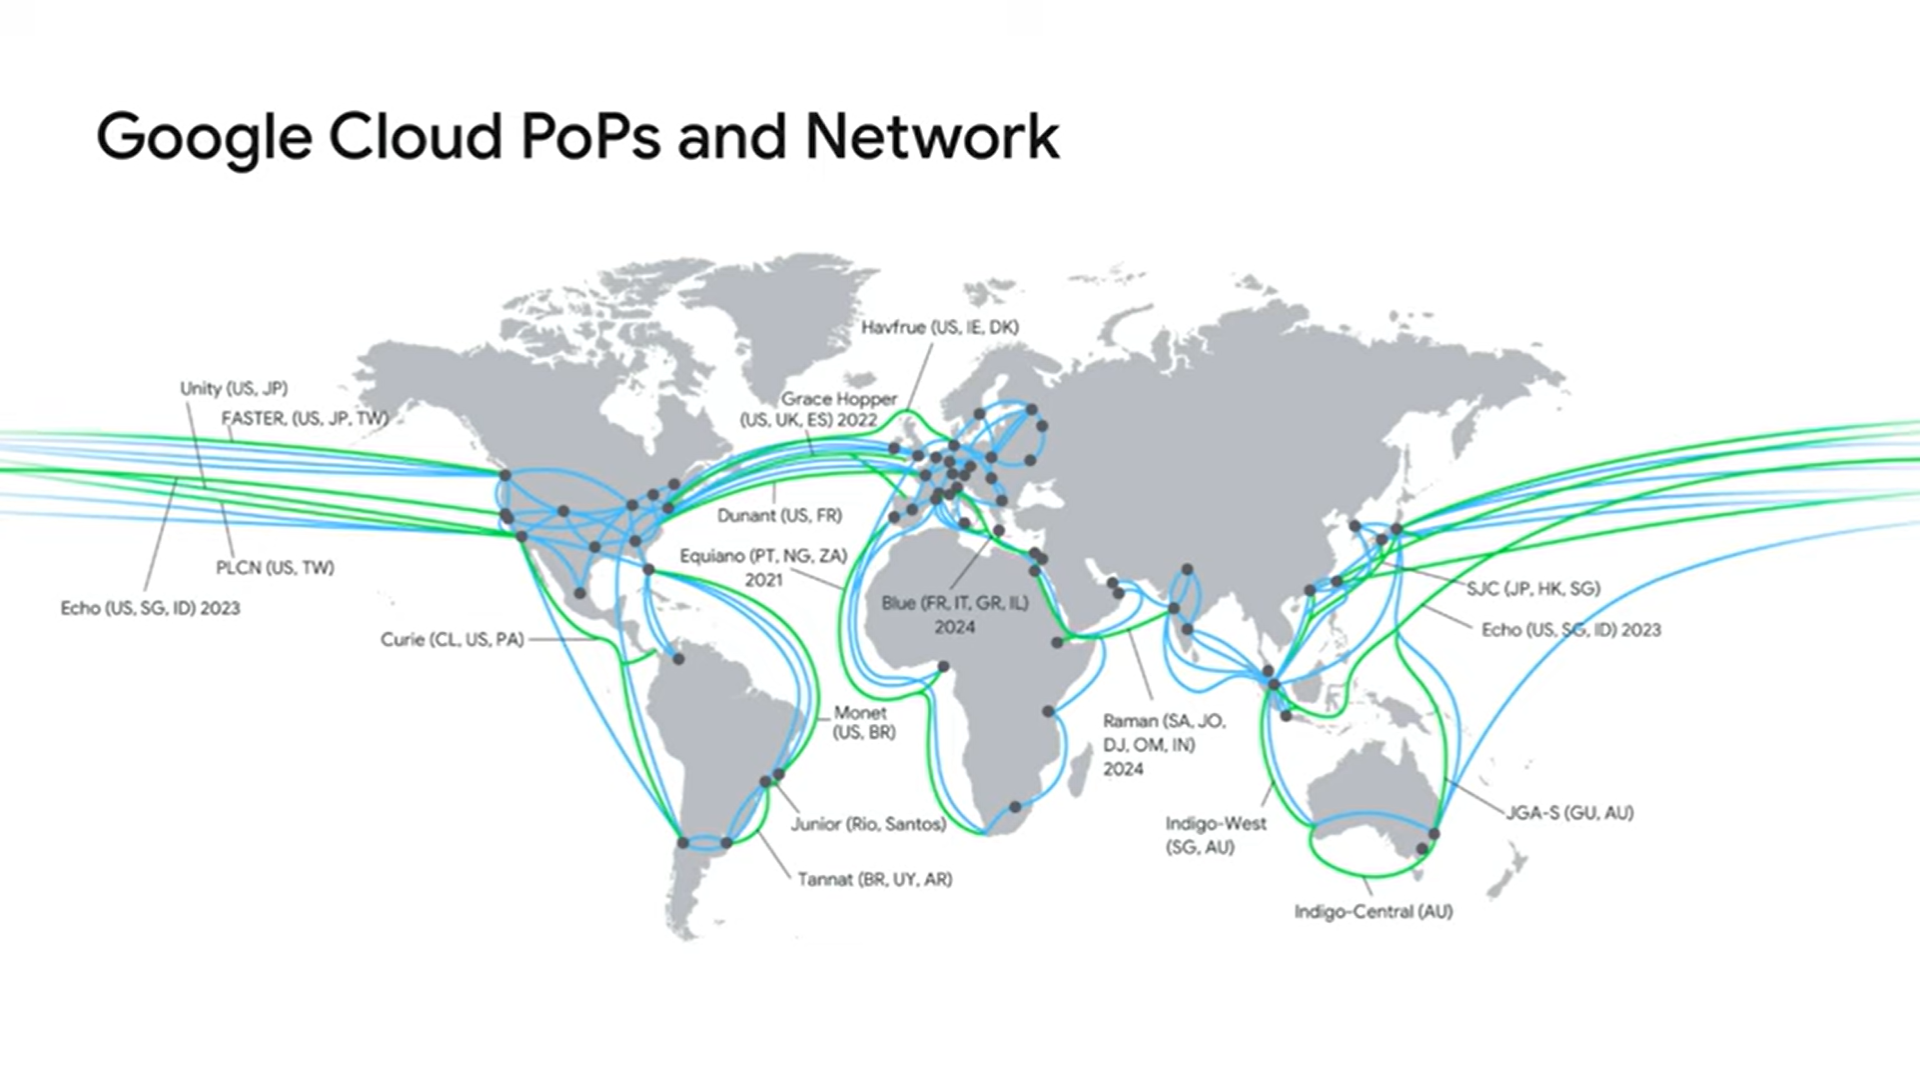 Google Cloud PoPs and Network
Havfrue (US, IE, DK)
Unity (US, JP)
FASTER, (US, JP, TW)
Grace Hopper
(US, UK, ES) 2022
Dunant (US, FR)
Equiano (PT, NG, ZA)
2021
PLCN (US, TW)
Echo (US, SG, ID) 2023
Blue (FR, IT, GR, IL)
2024
SJC (JP, HK, SG)
Echo (US, SG, ID) 2023
Curie (CL, US, PA)
Monet
(US, BR)
Raman (SA, JO,
DJ, OM, IN)
2024
Junior (Rio, Santos)
Indigo-West
(SG, AU)
JGA-S (GU, AU)
Tannat (BR, UY, AR)
Indigo-Central (AU)